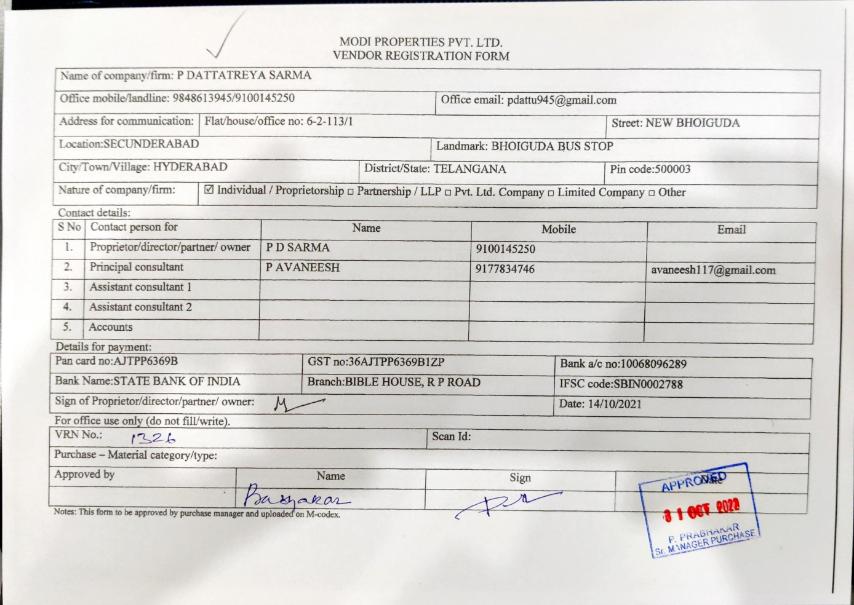 MODI PROPERTIES PVT. LTD.
VENDOR REGISTRATION FORM
Name of company/firm: P DATTATREYA SARMA
Office mobile/landline: 9848613945/9100145250 Office email: pdattu945@gmail.com
Address for communication: Flat/house/office no: 6-2-113/1 Street: NEW BHOIGUDA
Location:SECUNDERABAD Landmark: BHOIGUDA BUS STOP
City/Town/Village: HYDERABAD District/State: TELANGANA Pin code:500003
Nature of company/firm: ☑ Individual / Proprietorship □ Partnership / LLP □ Pvt. Ltd. Company □ Limited Company □ Other
Contact details:
S No Contact person for Name Mobile Email
1. Proprietor/director/partner/ owner P D SARMA 9100145250
2. Principal consultant P AVANEESH 9177834746 avaneesh117@gmail.com
3. Assistant consultant 1
4. Assistant consultant 2
5. Accounts
Details for payment:
Pan card no:AJTPP6369B GST no:36AJTPP6369B1ZP Bank a/c no:10068096289
Bank Name:STATE BANK OF INDIA Branch:BIBLE HOUSE, R P ROAD IFSC code:SBIN0002788
Sign of Proprietor/director/partner/ owner: Date: 14/10/2021
For office use only (do not fill/write).
VRN No.: 1326 Scan Id:
Purchase – Material category/type:
Approved by Name Sign
APPROVED
31 OCT 2022
P. PRABHAKAR
Sr. MANAGER PURCHASE
Notes: This form to be approved by purchase manager and uploaded on M-codex.